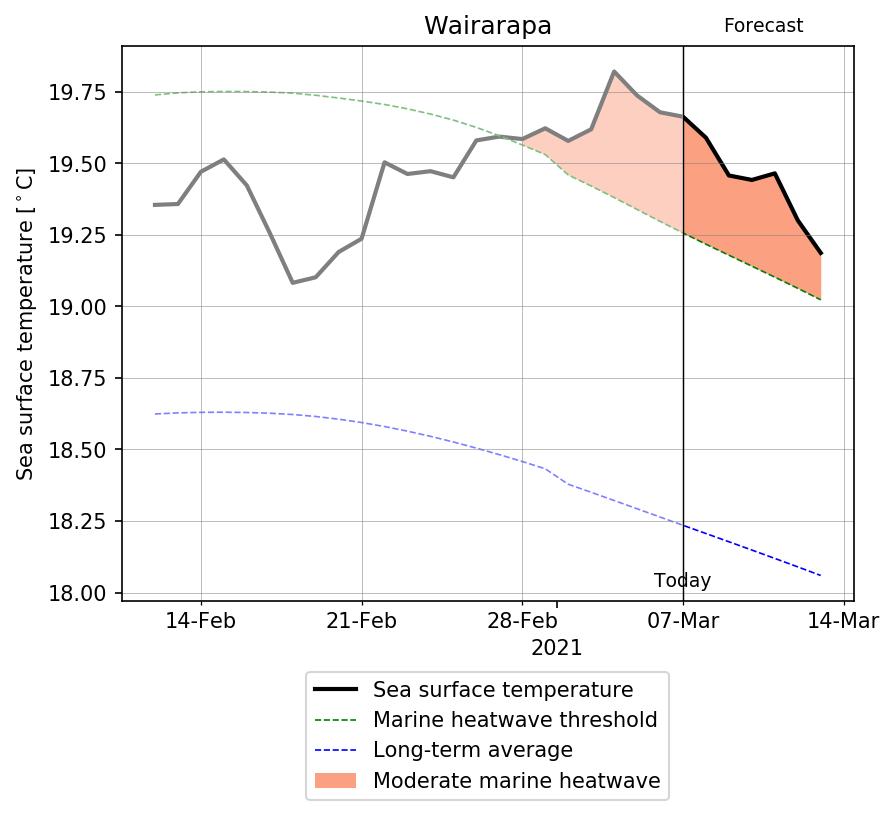 Wairarapa
Forecast
Sea surface temperature [°C]
19.75
19.50
19.25
19.00
18.75
18.50
18.25
18.00
Today
14-Feb 21-Feb 28-Feb 07-Mar 14-Mar
2021
Sea surface temperature
Marine heatwave threshold
Long-term average
Moderate marine heatwave